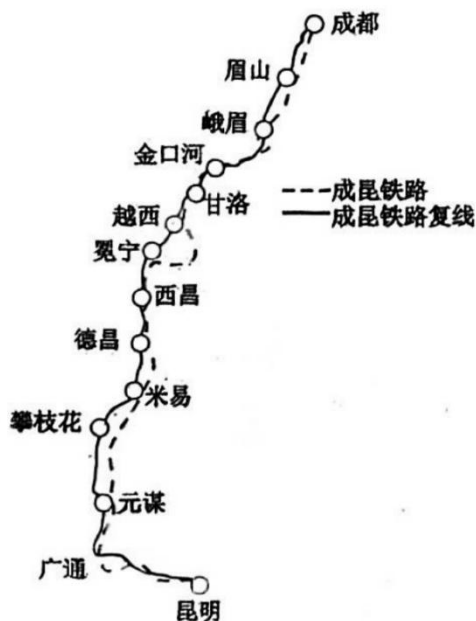 成都
眉山
峨眉
金口河
甘洛
成昆铁路
成昆铁路复线
越西
冕宁
西昌
德昌
米易
攀枝花
元谋
广通
昆明